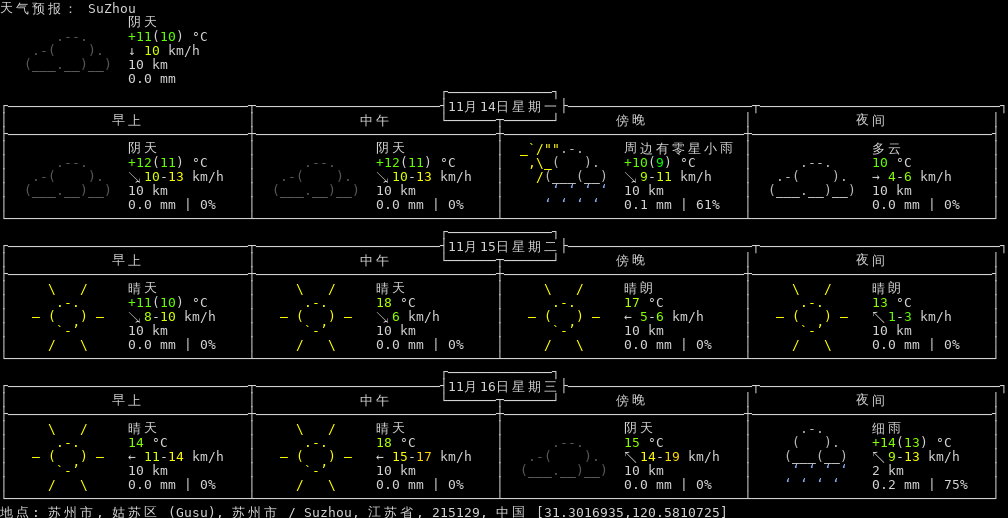 天气预报: SuZhou
阴天
+11(10) °C
↓ 10 km/h
10 km
0.0 mm
11月14日星期一
早上 中午 傍晚 夜间
阴天 阴天 周边有零星小雨 多云
+12(11) °C +12(11) °C +10(9) °C 10 °C
↘ 10-13 km/h ↘ 10-13 km/h ↘ 9-11 km/h → 4-6 km/h
10 km 10 km 10 km 10 km
0.0 mm | 0% 0.0 mm | 0% 0.1 mm | 61% 0.0 mm | 0%
11月15日星期二
早上 中午 傍晚 夜间
晴天 晴天 晴朗 晴朗
+11(10) °C 18 °C 17 °C 13 °C
↘ 8-10 km/h ↘ 6 km/h ← 5-6 km/h ↖ 1-3 km/h
10 km 10 km 10 km 10 km
0.0 mm | 0% 0.0 mm | 0% 0.0 mm | 0% 0.0 mm | 0%
11月16日星期三
早上 中午 傍晚 夜间
晴天 晴天 阴天 细雨
14 °C 18 °C 15 °C +14(13) °C
← 11-14 km/h ← 15-17 km/h ↖ 14-19 km/h ↖ 9-13 km/h
10 km 10 km 10 km 2 km
0.0 mm | 0% 0.0 mm | 0% 0.0 mm | 0% 0.2 mm | 75%
地点: 苏州市, 姑苏区 (Gusu), 苏州市 / Suzhou, 江苏省, 215129, 中国 [31.3016935,120.5810725]